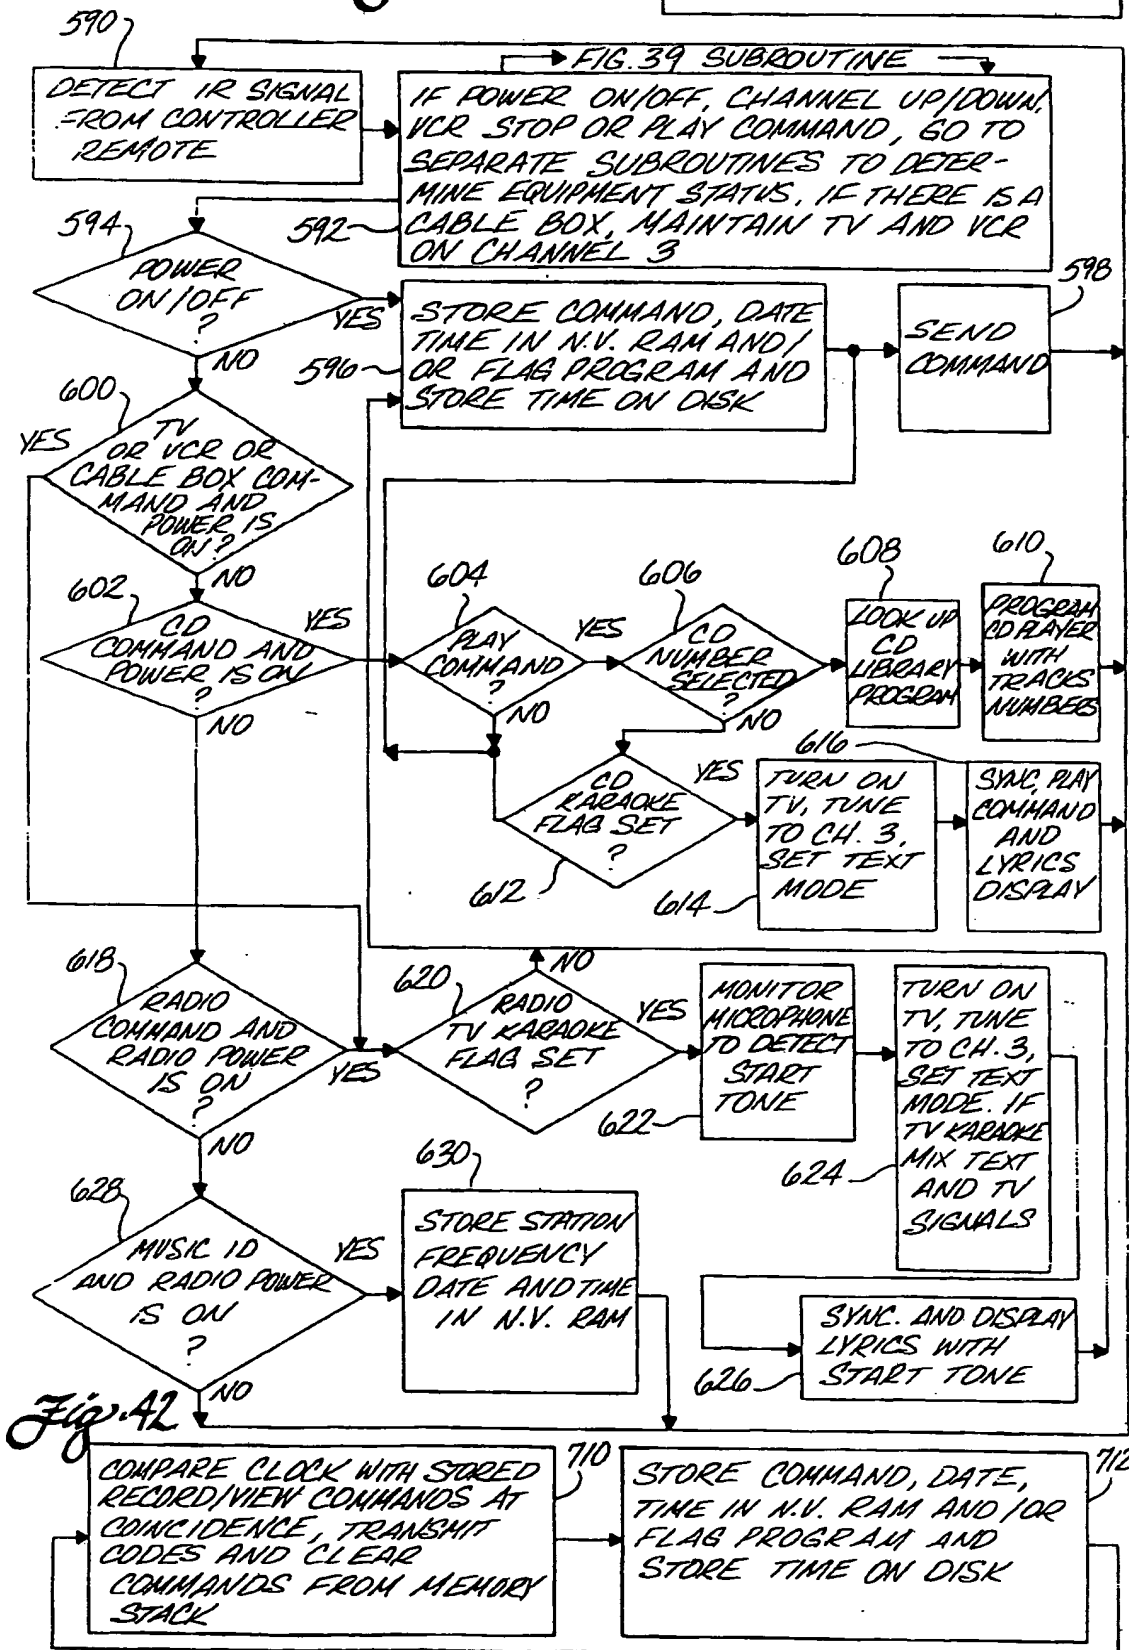 590
FIG. 39 SUBROUTINE
DETECT IR SIGNAL
FROM CONTROLLER
REMOTE
IF POWER ON/OFF, CHANNEL UP/DOWN,
VCR STOP OR PLAY COMMAND, GO TO
SEPARATE SUBROUTINES TO DETER-
MINE EQUIPMENT STATUS. IF THERE IS A
CABLE BOX, MAINTAIN TV AND VCR
ON CHANNEL 3
592
594
POWER
ON/OFF
?
YES
NO
STORE COMMAND, DATE
TIME IN N.V. RAM AND/
OR FLAG PROGRAM AND
STORE TIME ON DISK
596
598
SEND
COMMAND
600
YES
TV
OR VCR OR
CABLE BOX COM-
MAND AND
POWER IS
ON?
NO
602
CD
COMMAND AND
POWER IS ON
?
YES
NO
604
PLAY
COMMAND
?
YES
NO
606
CD
NUMBER
SELECTED
?
NO
608
LOOK UP
CD
LIBRARY
PROGRAM
610
PROGRAM
CD PLAYER
WITH
TRACKS
NUMBERS
CD
KARAOKE
FLAG SET
?
YES
612
TURN ON
TV, TUNE
TO CH. 3,
SET TEXT
MODE
614
616
SYNC, PLAY
COMMAND
AND
LYRICS
DISPLAY
618
RADIO
COMMAND AND
RADIO POWER
IS ON
?
YES
NO
620
NO
RADIO
TV KARAOKE
FLAG SET
?
YES
MONITOR
MICROPHONE
TO DETECT
START
TONE
622
TURN ON
TV, TUNE
TO CH. 3,
SET TEXT
MODE. IF
TV KARAOKE
MIX TEXT
AND TV
SIGNALS
624
SYNC. AND DISPLAY
LYRICS WITH
START TONE
626
628
MUSIC ID
AND RADIO POWER
IS ON
?
YES
NO
630
STORE STATION
FREQUENCY
DATE AND TIME
IN N.V. RAM
Fig. 42
COMPARE CLOCK WITH STORED
RECORD/VIEW COMMANDS AT
COINCIDENCE, TRANSMIT
CODES AND CLEAR
COMMANDS FROM MEMORY
STACK
710
STORE COMMAND, DATE,
TIME IN N.V. RAM AND/OR
FLAG PROGRAM AND
STORE TIME ON DISK
712